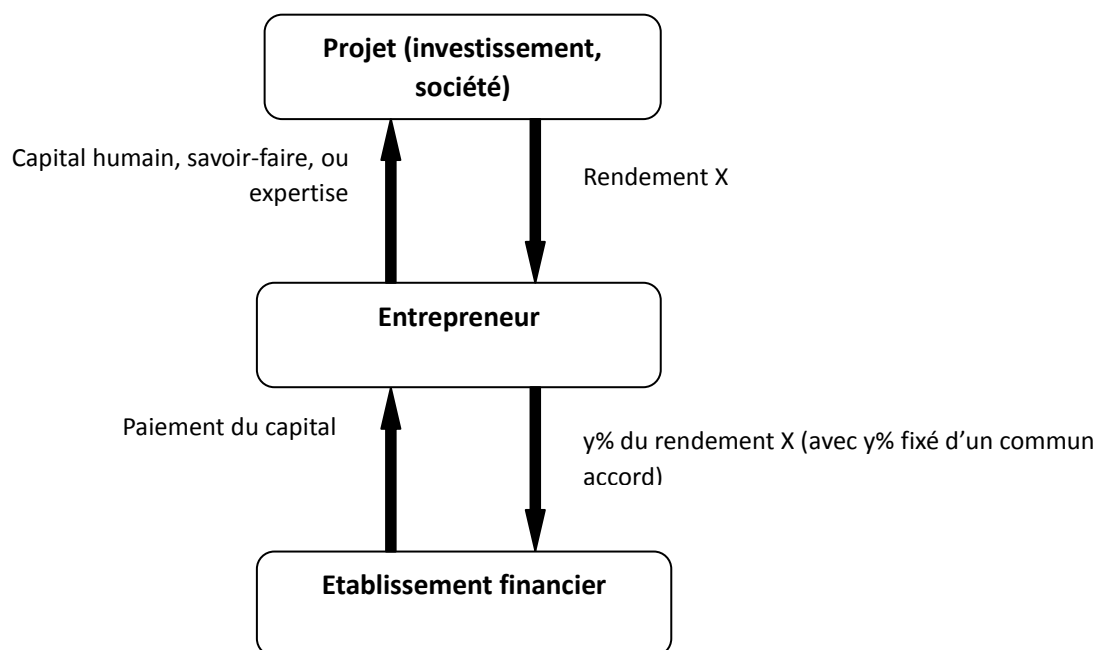 Projet (investissement,
société)
Capital humain, savoir-faire, ou
expertise
Rendement X
Entrepreneur
Paiement du capital
y% du rendement X (avec y% fixé d’un commun
accord)
Etablissement financier